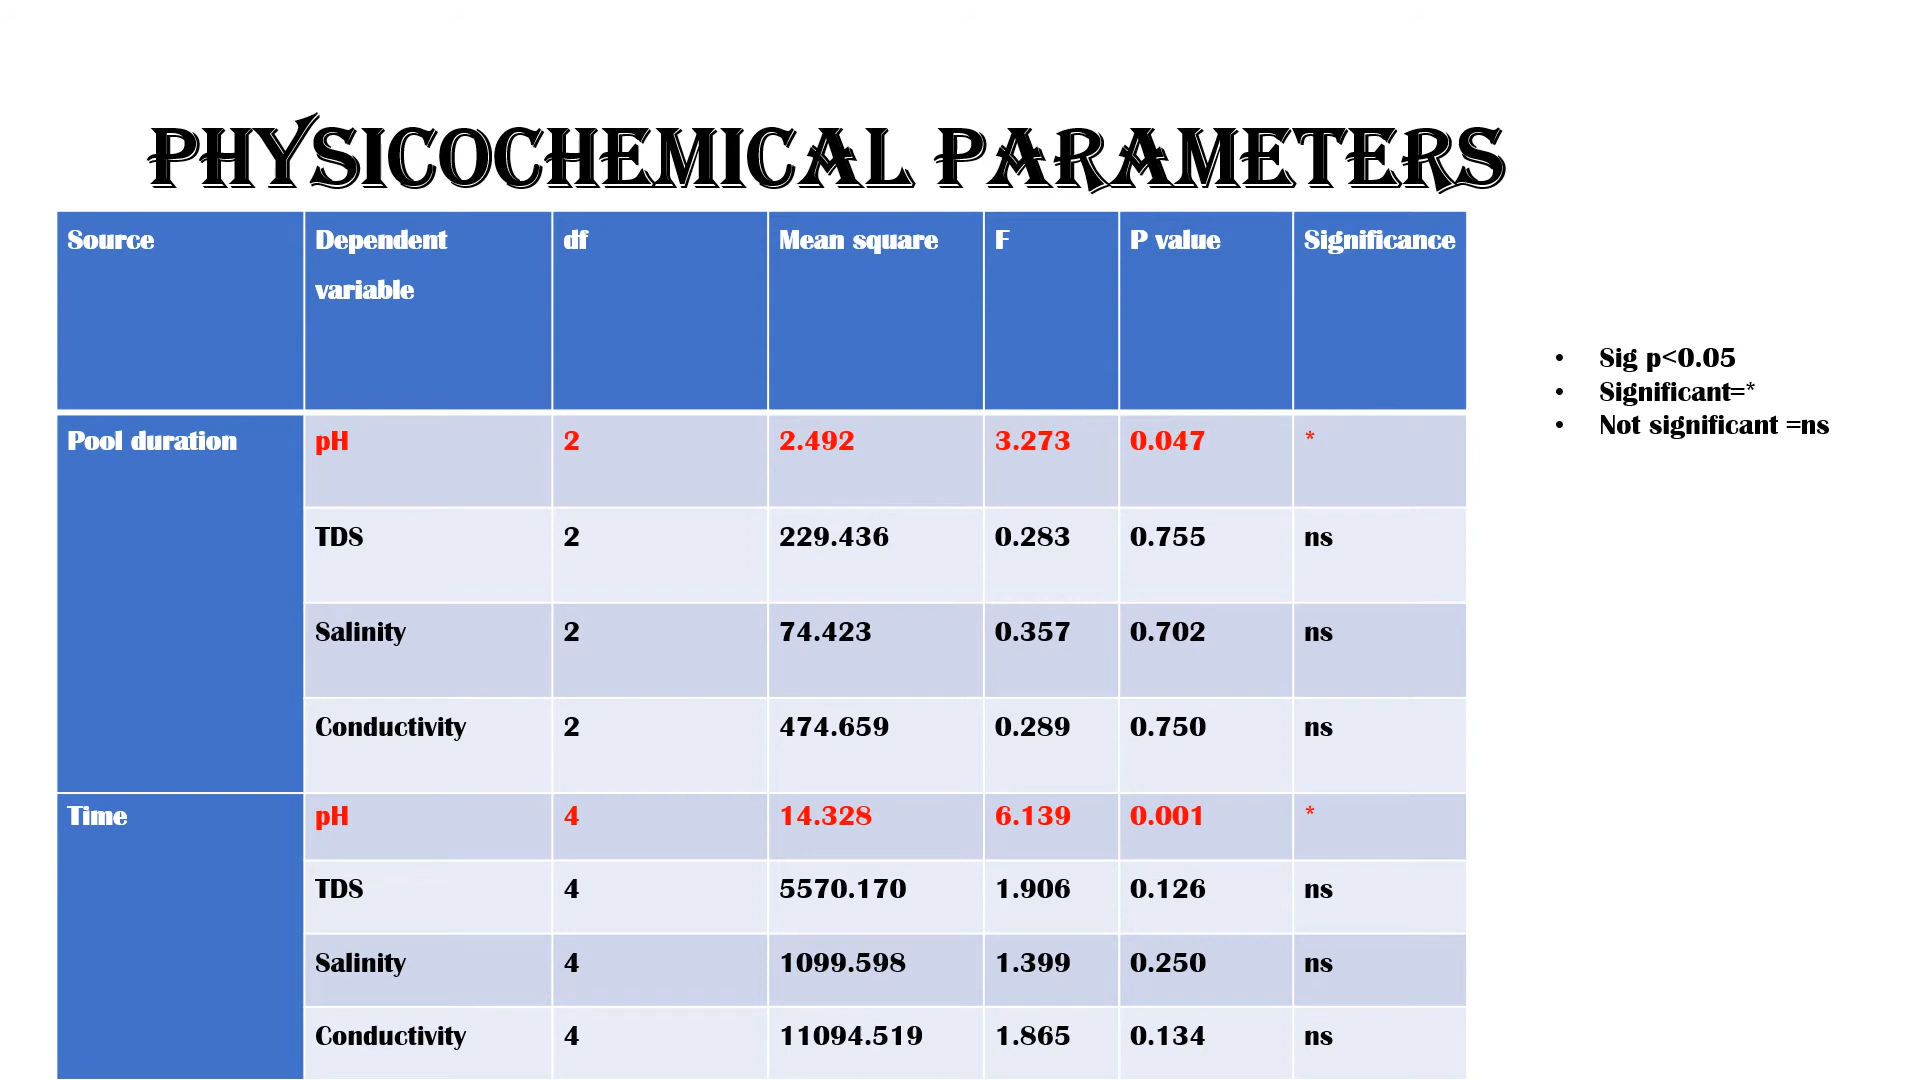 PHYSICOCHEMICAL PARAMETERS
Source Dependent variable df Mean square F P value Significance
Pool duration pH 2 2.492 3.273 0.047 *
TDS 2 229.436 0.283 0.755 ns
Salinity 2 74.423 0.357 0.702 ns
Conductivity 2 474.659 0.289 0.750 ns
Time pH 4 14.328 6.139 0.001 *
TDS 4 5570.170 1.906 0.126 ns
Salinity 4 1099.598 1.399 0.250 ns
Conductivity 4 11094.519 1.865 0.134 ns
• Sig p<0.05
• Significant=*
• Not significant =ns